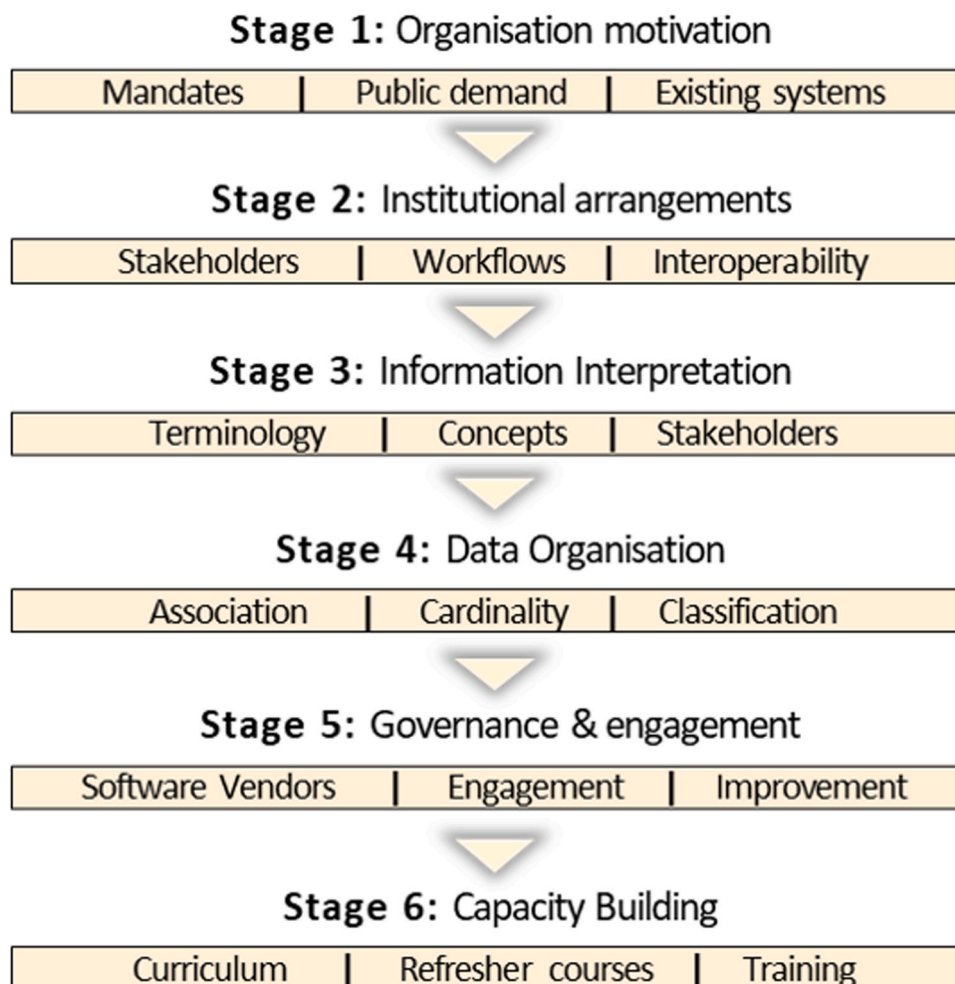 Stage 1: Organisation motivation
Mandates | Public demand | Existing systems
Stage 2: Institutional arrangements
Stakeholders | Workflows | Interoperability
Stage 3: Information Interpretation
Terminology | Concepts | Stakeholders
Stage 4: Data Organisation
Association | Cardinality | Classification
Stage 5: Governance & engagement
Software Vendors | Engagement | Improvement
Stage 6: Capacity Building
Curriculum | Refresher courses | Training